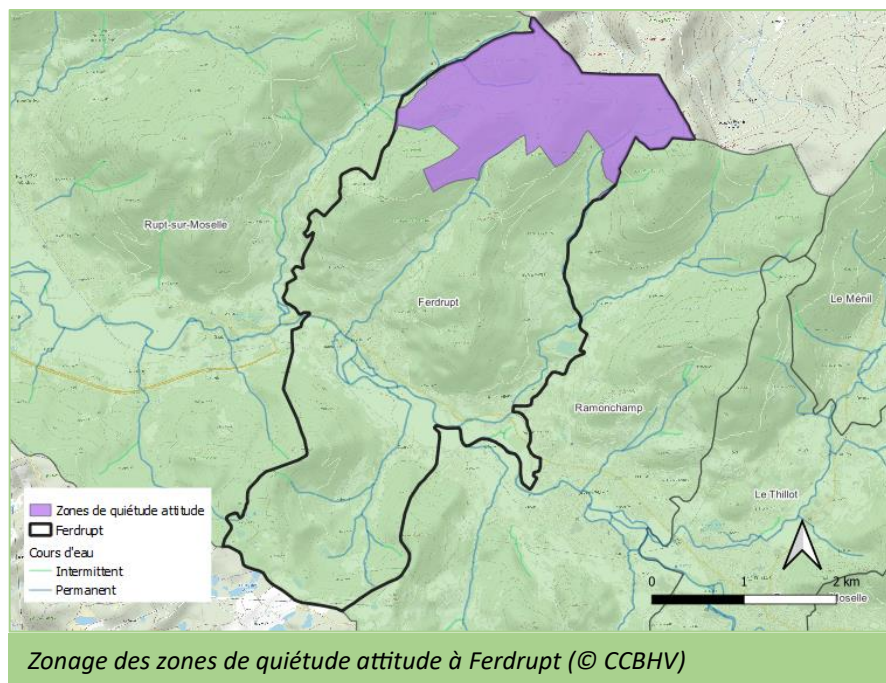 Rupt-sur-Moselle
Ferdrupt
Le Ménil
Ramonchamp
Le Thillot
Zones de quiétude attitude
Ferdrupt
Cours d'eau
Intermittent
Permanent
0 1 2 km
Moselle
Zonage des zones de quiétude attitude à Ferdrupt (© CCBHV)